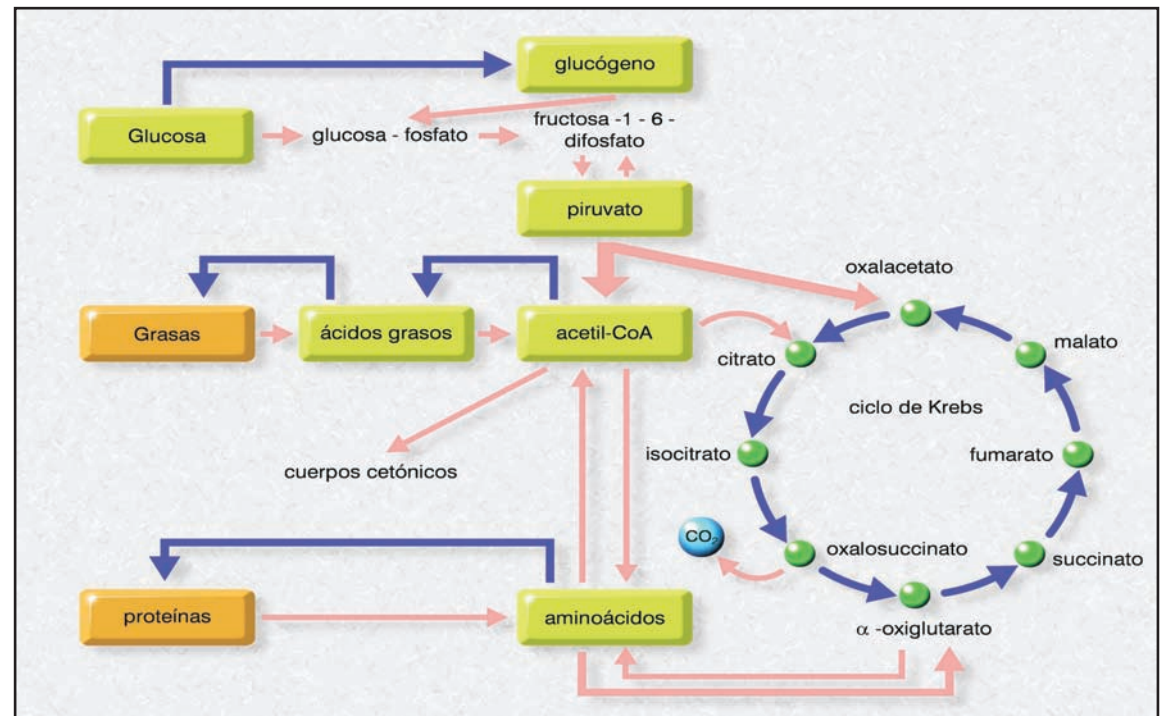 glucógeno
Glucosa
glucosa - fosfato
fructosa -1 - 6 -
difosfato
piruvato
oxalacetato
Grasas
ácidos grasos
acetil-CoA
citrato
malato
ciclo de Krebs
isocitrato
fumarato
cuerpos cetónicos
CO₂
oxalosuccinato
succinato
proteínas
aminoácidos
α -oxiglutarato